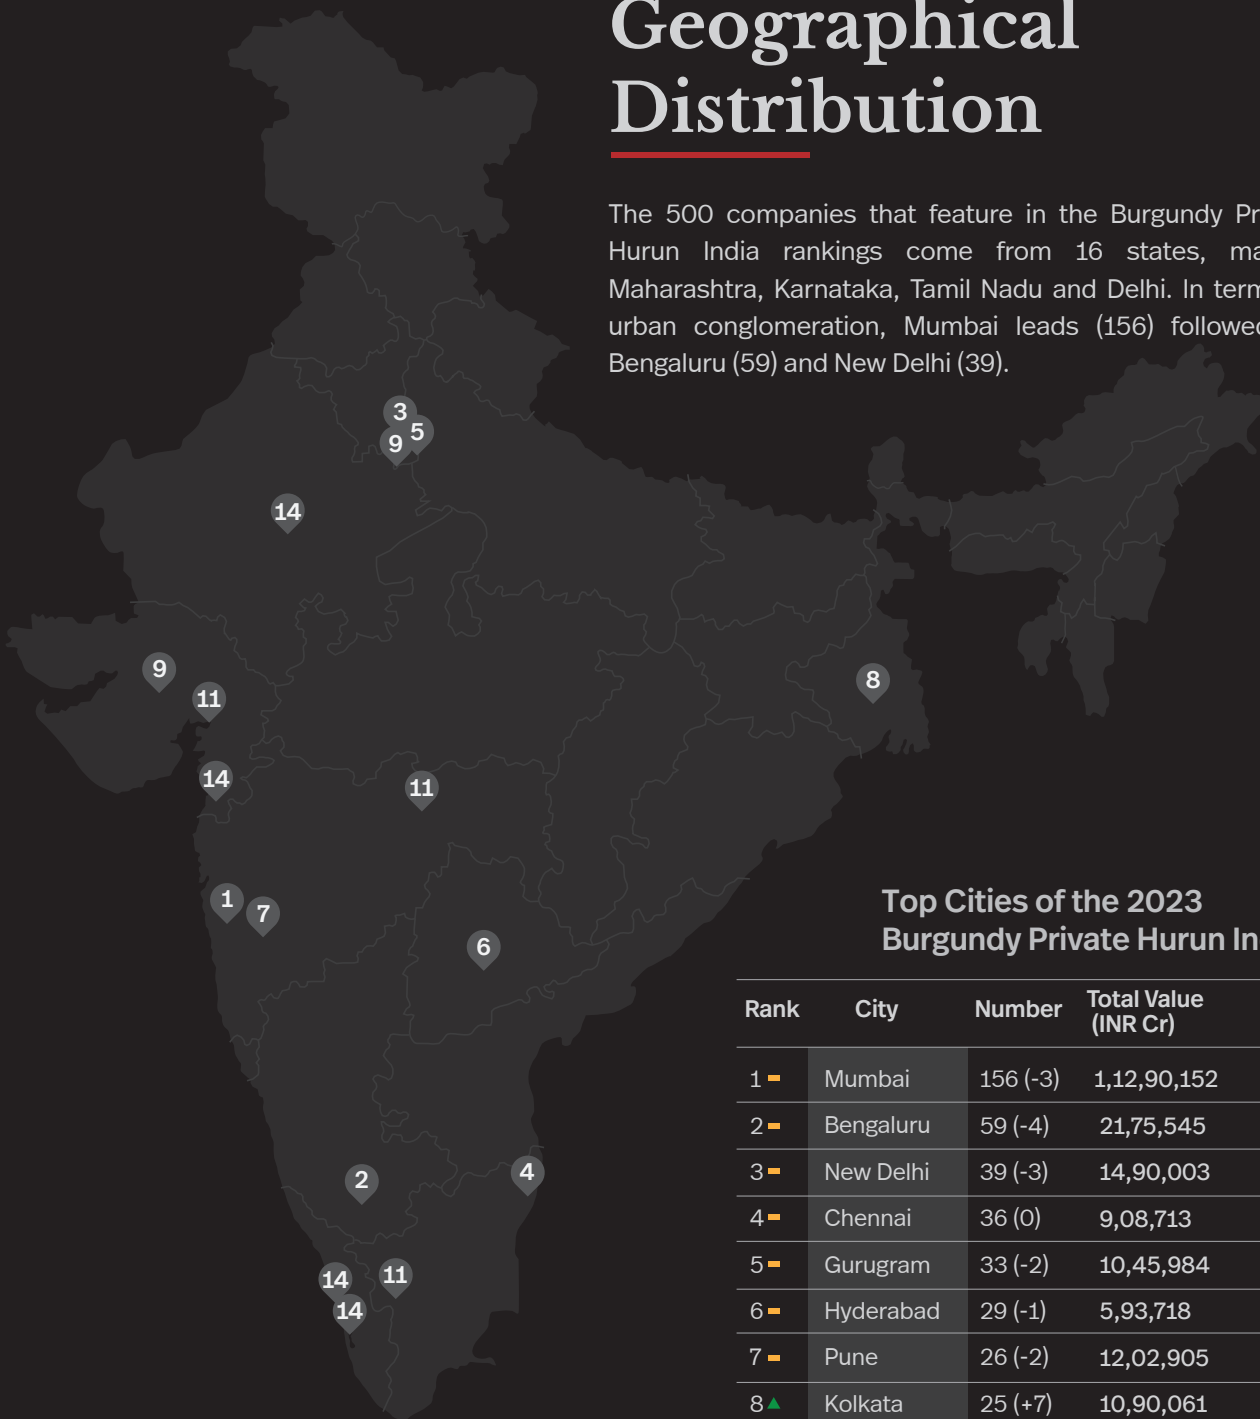 Geographical
Distribution
The 500 companies that feature in the Burgundy Pr
Hurun India rankings come from 16 states, ma
Maharashtra, Karnataka, Tamil Nadu and Delhi. In term
urban conglomeration, Mumbai leads (156) followed
Bengaluru (59) and New Delhi (39).
3
5
9
14
9
11
8
14
11
1
7
6
2
4
14
11
14
Top Cities of the 2023
Burgundy Private Hurun In
Rank City Number Total Value
(INR Cr)
1 Mumbai 156 (-3) 1,12,90,152
2 Bengaluru 59 (-4) 21,75,545
3 New Delhi 39 (-3) 14,90,003
4 Chennai 36 (0) 9,08,713
5 Gurugram 33 (-2) 10,45,984
6 Hyderabad 29 (-1) 5,93,718
7 Pune 26 (-2) 12,02,905
8 Kolkata 25 (+7) 10,90,061